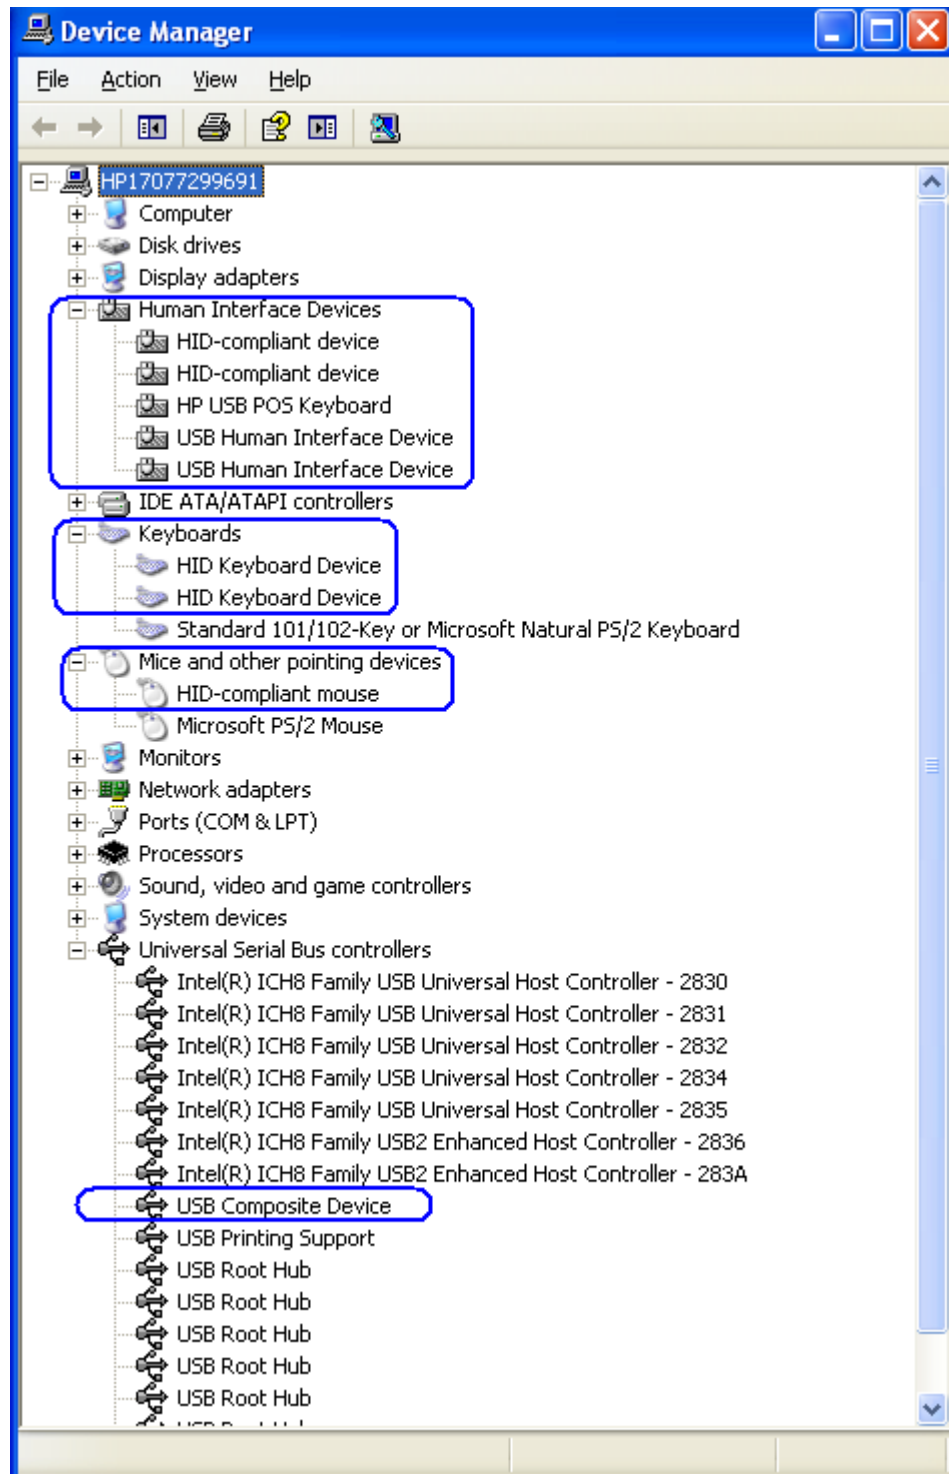 Device Manager
File Action View Help
HP17077299691
Computer
Disk drives
Display adapters
Human Interface Devices
HID-compliant device
HID-compliant device
HP USB POS Keyboard
USB Human Interface Device
USB Human Interface Device
IDE ATA/ATAPI controllers
Keyboards
HID Keyboard Device
HID Keyboard Device
Standard 101/102-Key or Microsoft Natural PS/2 Keyboard
Mice and other pointing devices
HID-compliant mouse
Microsoft PS/2 Mouse
Monitors
Network adapters
Ports (COM & LPT)
Processors
Sound, video and game controllers
System devices
Universal Serial Bus controllers
Intel(R) ICH8 Family USB Universal Host Controller - 2830
Intel(R) ICH8 Family USB Universal Host Controller - 2831
Intel(R) ICH8 Family USB Universal Host Controller - 2832
Intel(R) ICH8 Family USB Universal Host Controller - 2834
Intel(R) ICH8 Family USB Universal Host Controller - 2835
Intel(R) ICH8 Family USB2 Enhanced Host Controller - 2836
Intel(R) ICH8 Family USB2 Enhanced Host Controller - 283A
USB Composite Device
USB Printing Support
USB Root Hub
USB Root Hub
USB Root Hub
USB Root Hub
USB Root Hub